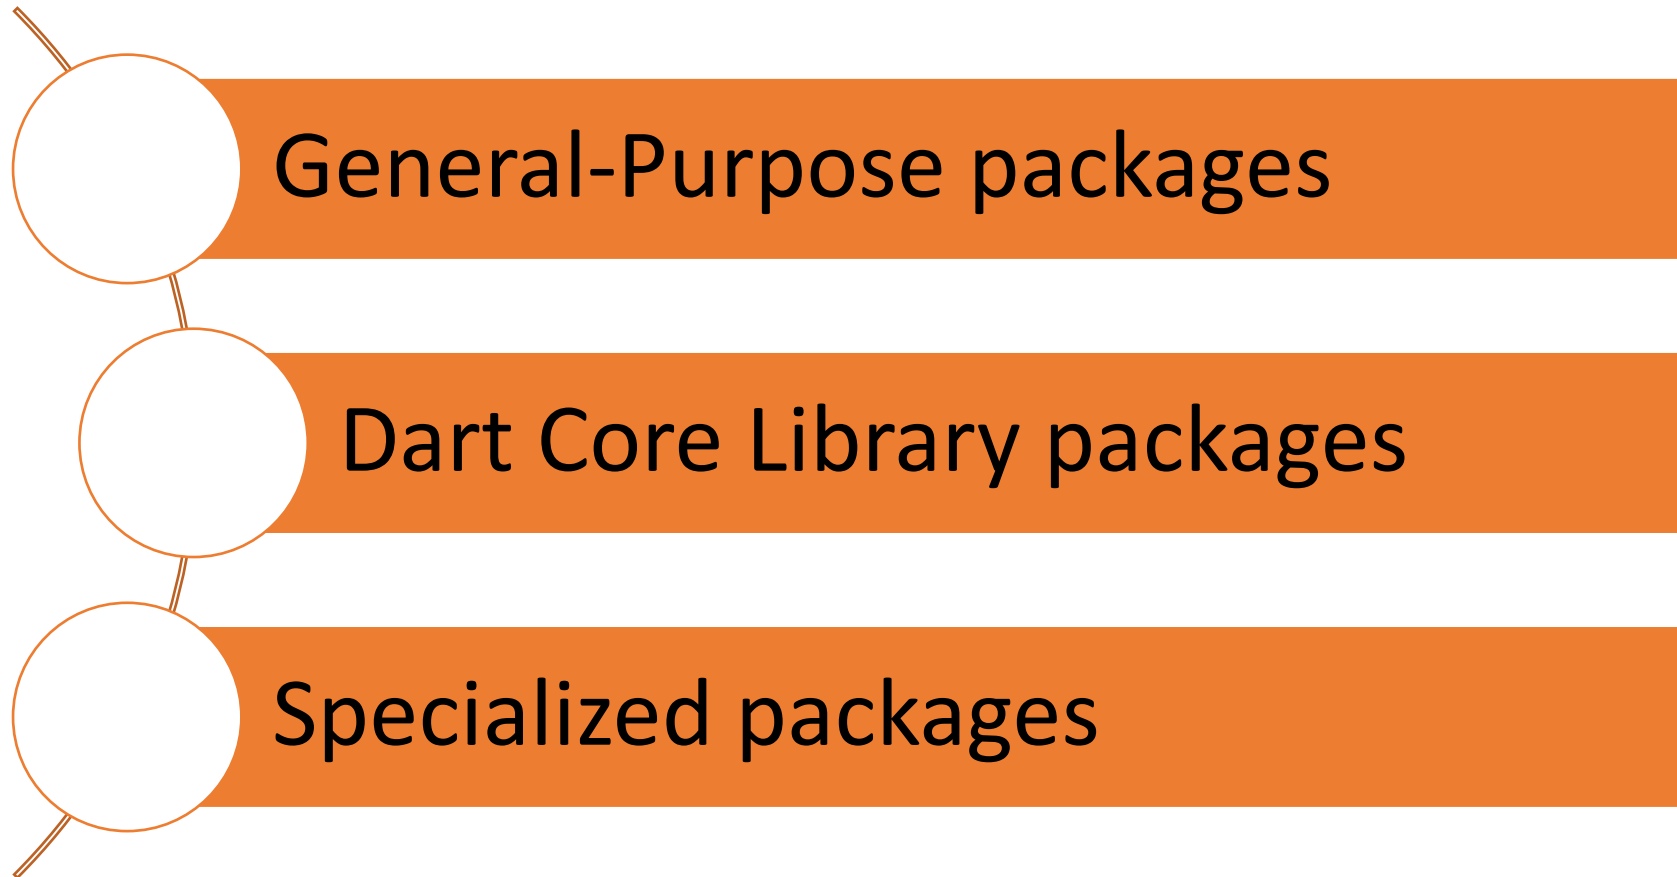 General-Purpose packages
Dart Core Library packages
Specialized packages